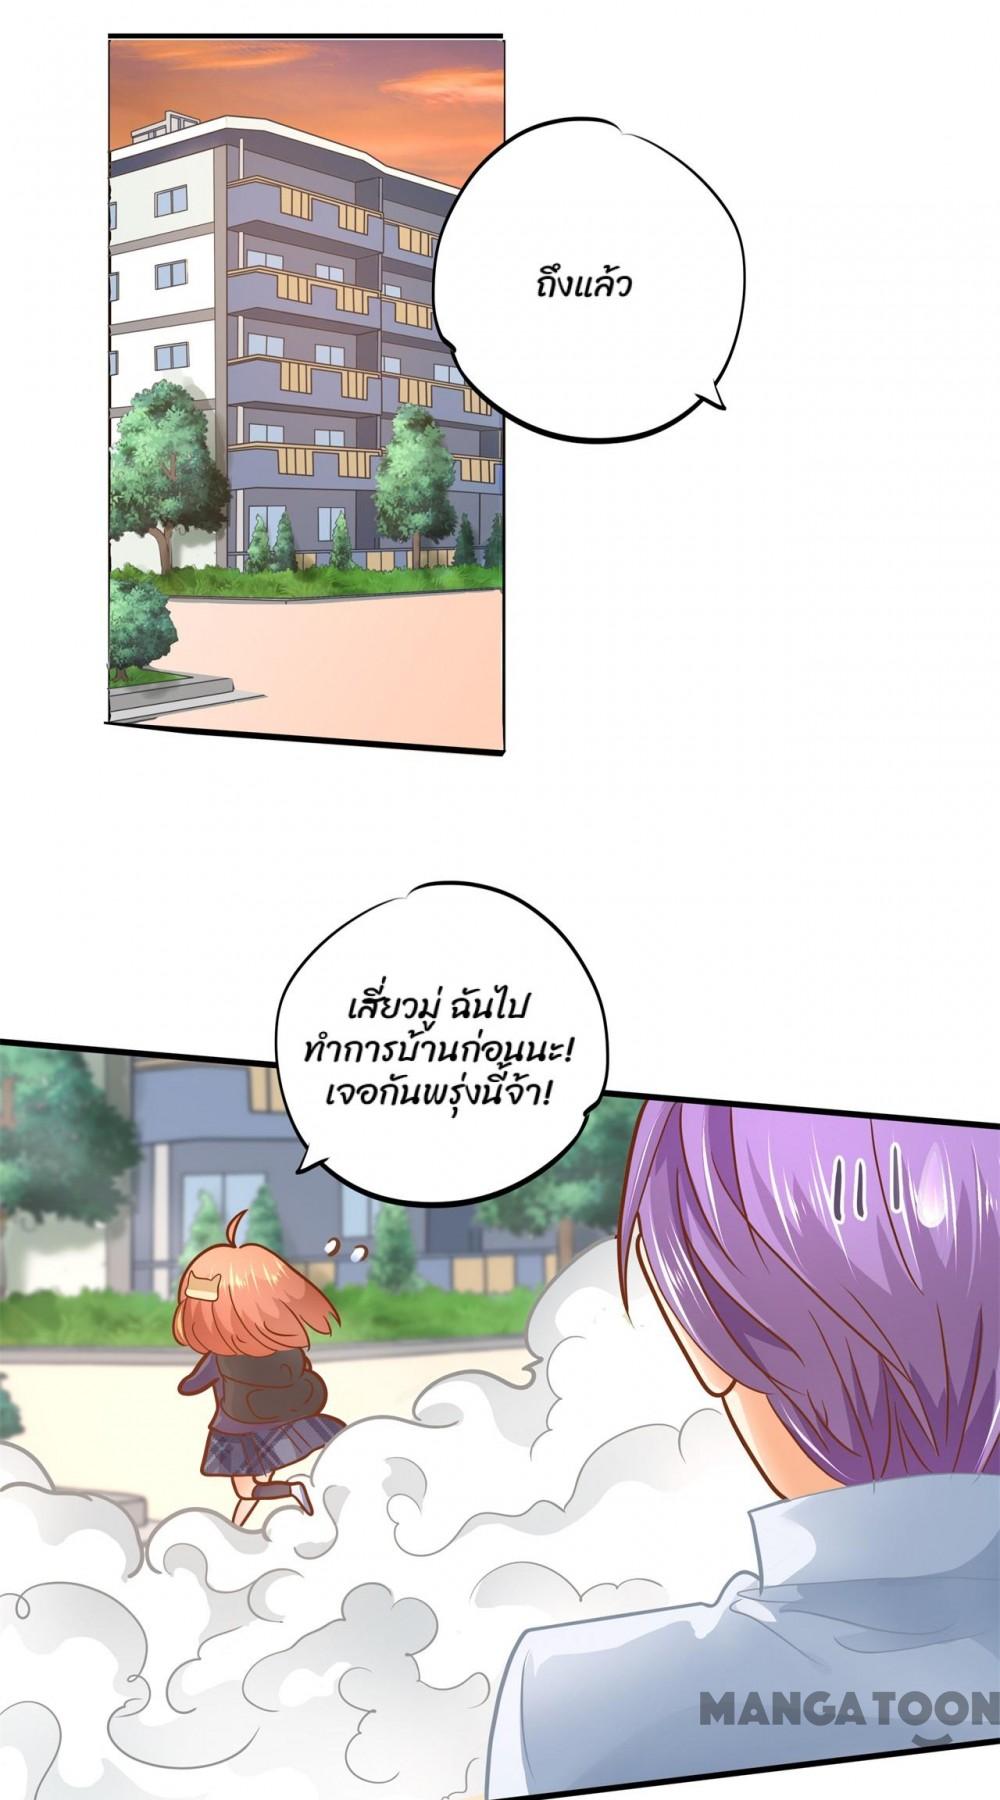 ถึงแล้ว
เสี่ยวมู่ ฉันไป
ทำการบ้านก่อนนะ!
เจอกันพรุ่งนี้จ้า!
MANGATOON